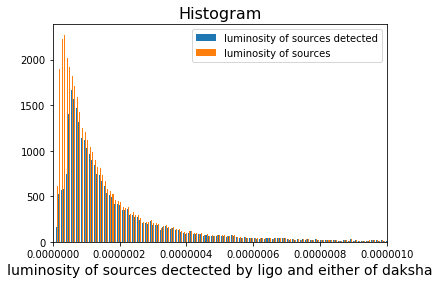 Histogram
luminosity of sources detected
luminosity of sources
2000
1500
1000
500
0
0.0000000 0.0000002 0.0000004 0.0000006 0.0000008 0.0000010
luminosity of sources dectected by ligo and either of daksha